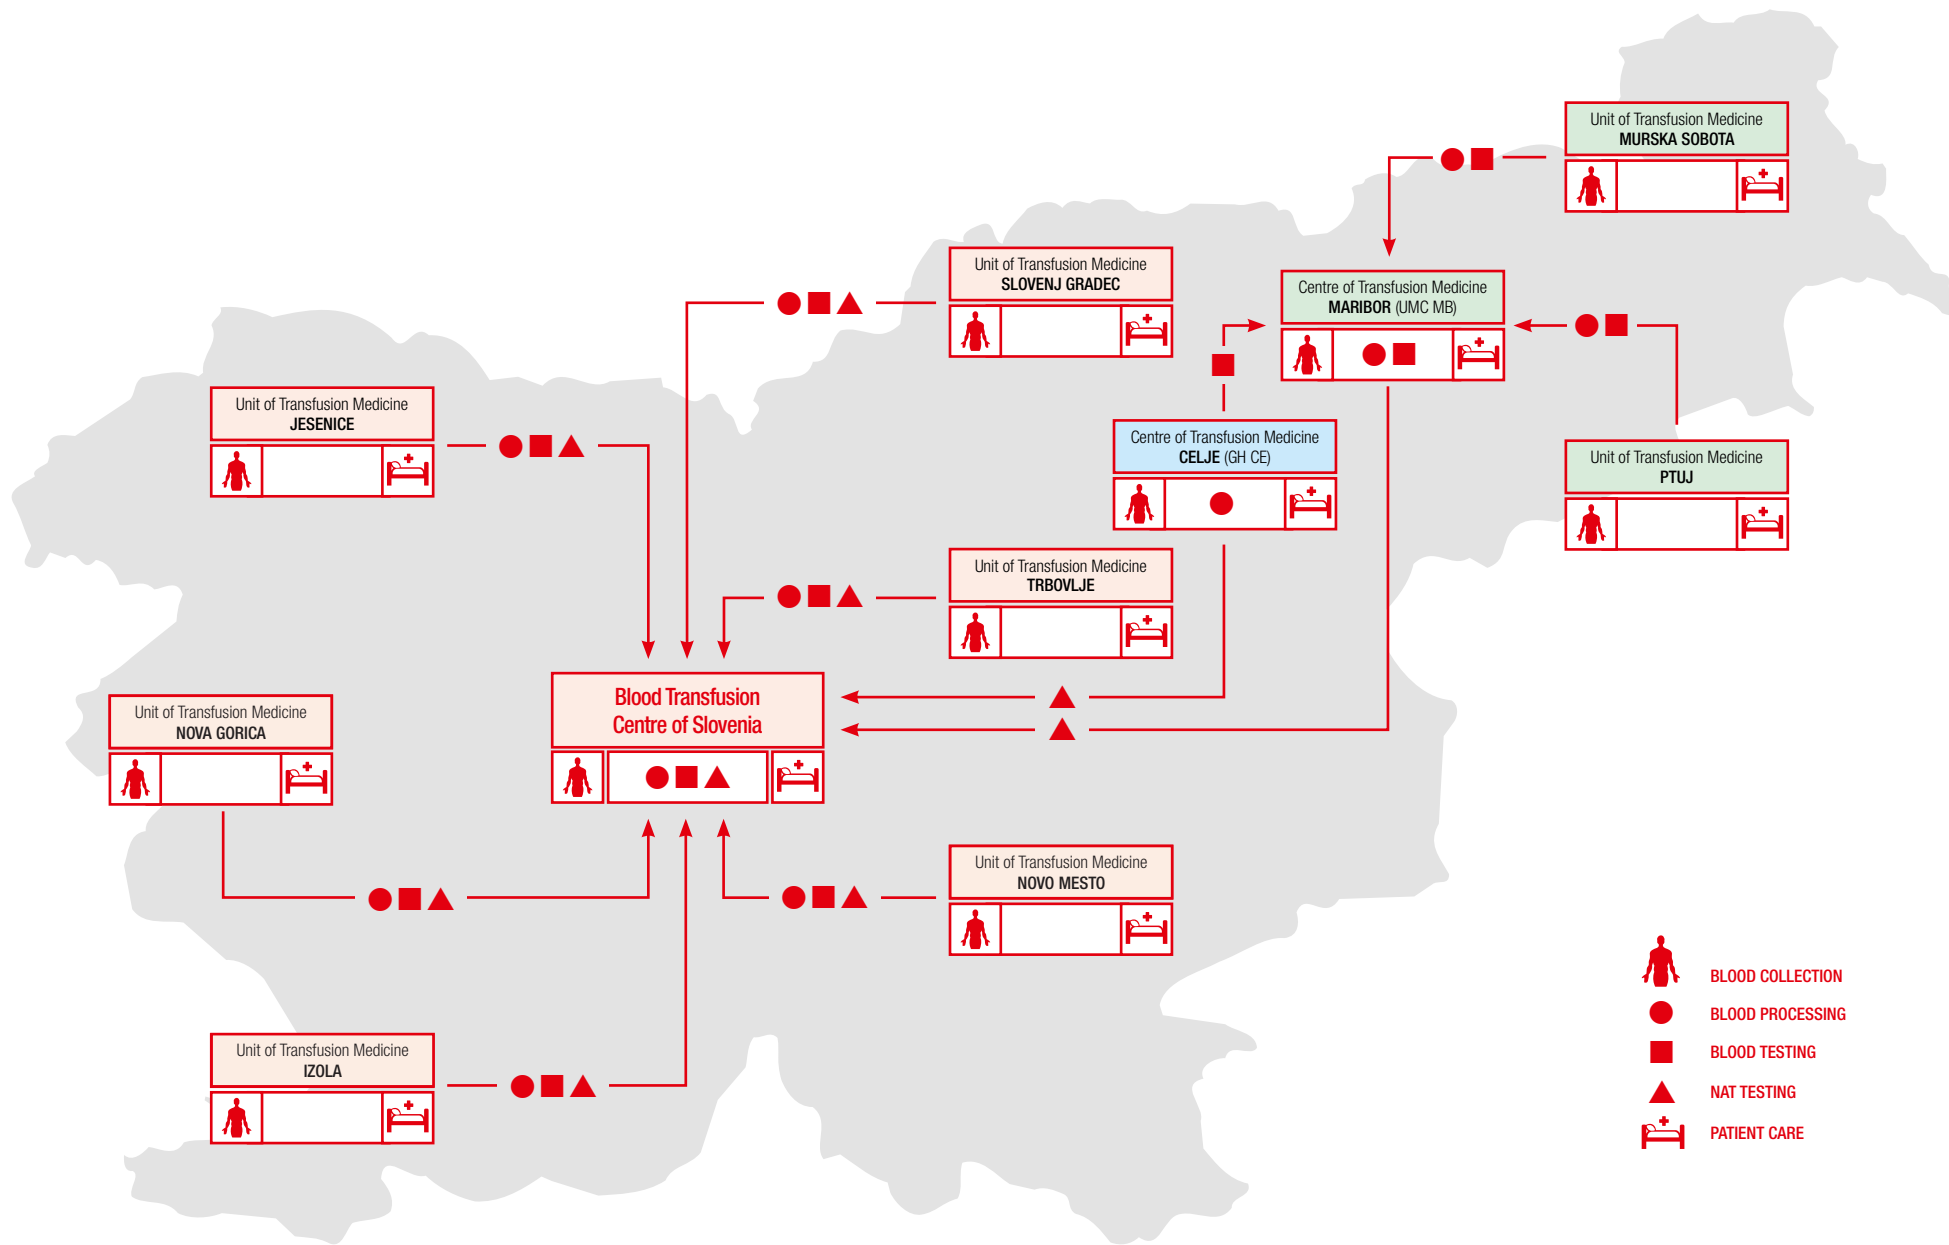 Unit of Transfusion Medicine
MURSKA SOBOTA
Unit of Transfusion Medicine
SLOVENJ GRADEC
Centre of Transfusion Medicine
MARIBOR (UMC MB)
Unit of Transfusion Medicine
JESENICE
Centre of Transfusion Medicine
CELJE (GH CE)
Unit of Transfusion Medicine
PTUJ
Unit of Transfusion Medicine
TRBOVLJE
Blood Transfusion
Centre of Slovenia
Unit of Transfusion Medicine
NOVA GORICA
Unit of Transfusion Medicine
NOVO MESTO
Unit of Transfusion Medicine
IZOLA
BLOOD COLLECTION
BLOOD PROCESSING
BLOOD TESTING
NAT TESTING
PATIENT CARE